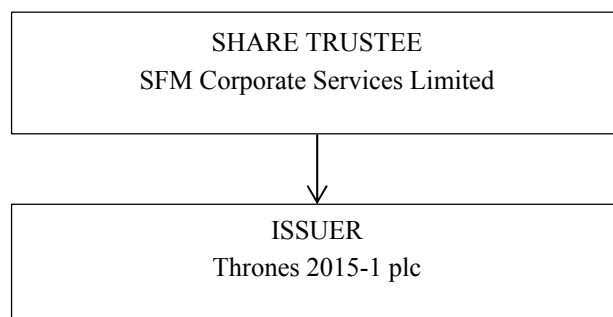 SHARE TRUSTEE
SFM Corporate Services Limited
ISSUER
Thrones 2015-1 plc